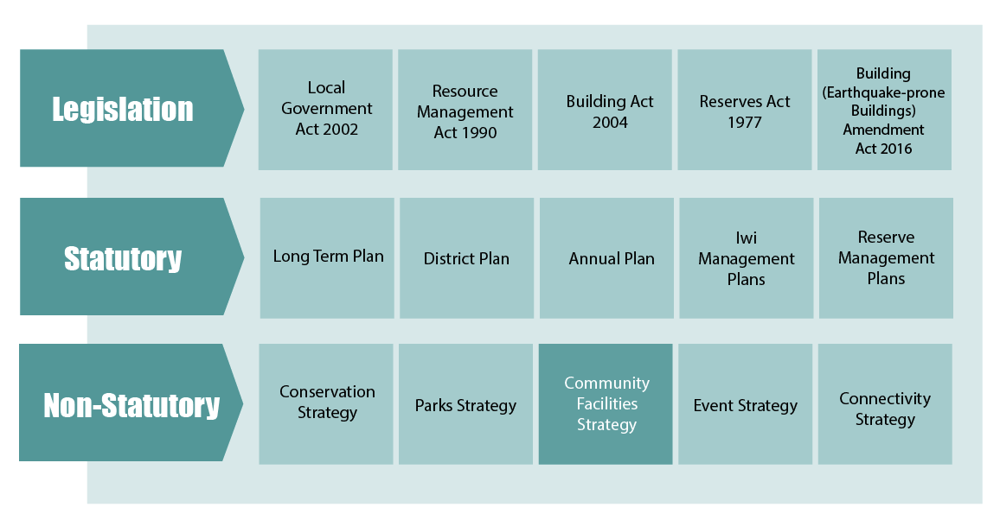 Legislation
Local
Government
Act 2002
Resource
Management
Act 1990
Building Act
2004
Reserves Act
1977
Building
(Earthquake-prone
Buildings)
Amendment
Act 2016
Statutory
Long Term Plan
District Plan
Annual Plan
Iwi
Management
Plans
Reserve
Management
Plans
Non-Statutory
Conservation
Strategy
Parks Strategy
Community
Facilities
Strategy
Event Strategy
Connectivity
Strategy